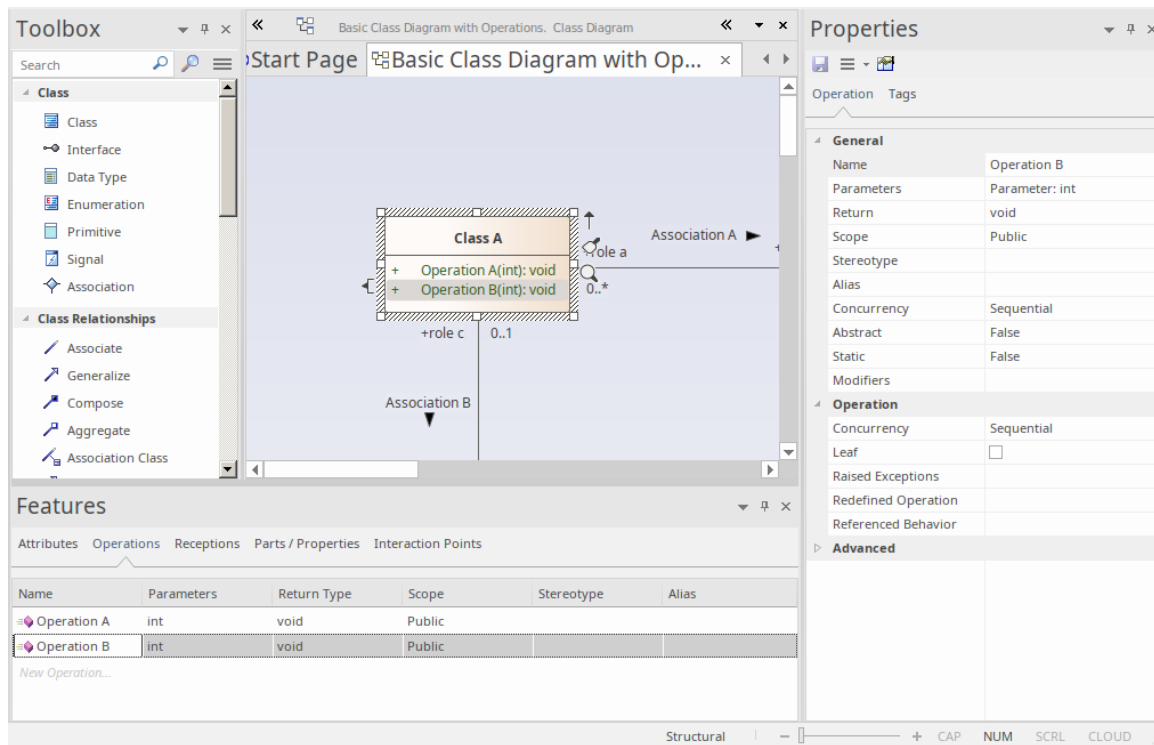 Toolbox
Search
Class
Class
Interface
Data Type
Enumeration
Primitive
Signal
Association
Class Relationships
Associate
Generalize
Compose
Aggregate
Association Class
Basic Class Diagram with Operations. Class Diagram
Start Page
Basic Class Diagram with Op...
Class A
+ Operation A(int): void
+ Operation B(int): void
Association A
role a
0..*
+role c 0..1
Association B
Features
Attributes Operations Receptions Parts / Properties Interaction Points
Name Parameters Return Type Scope Stereotype Alias
Operation A int void Public
Operation B int void Public
New Operation...
Properties
Operation Tags
General
Name Operation B
Parameters Parameter: int
Return void
Scope Public
Stereotype
Alias
Concurrency Sequential
Abstract False
Static False
Modifiers
Operation
Concurrency Sequential
Leaf
Raised Exceptions
Redefined Operation
Referenced Behavior
Advanced
Structural CAP NUM SCRL CLOUD